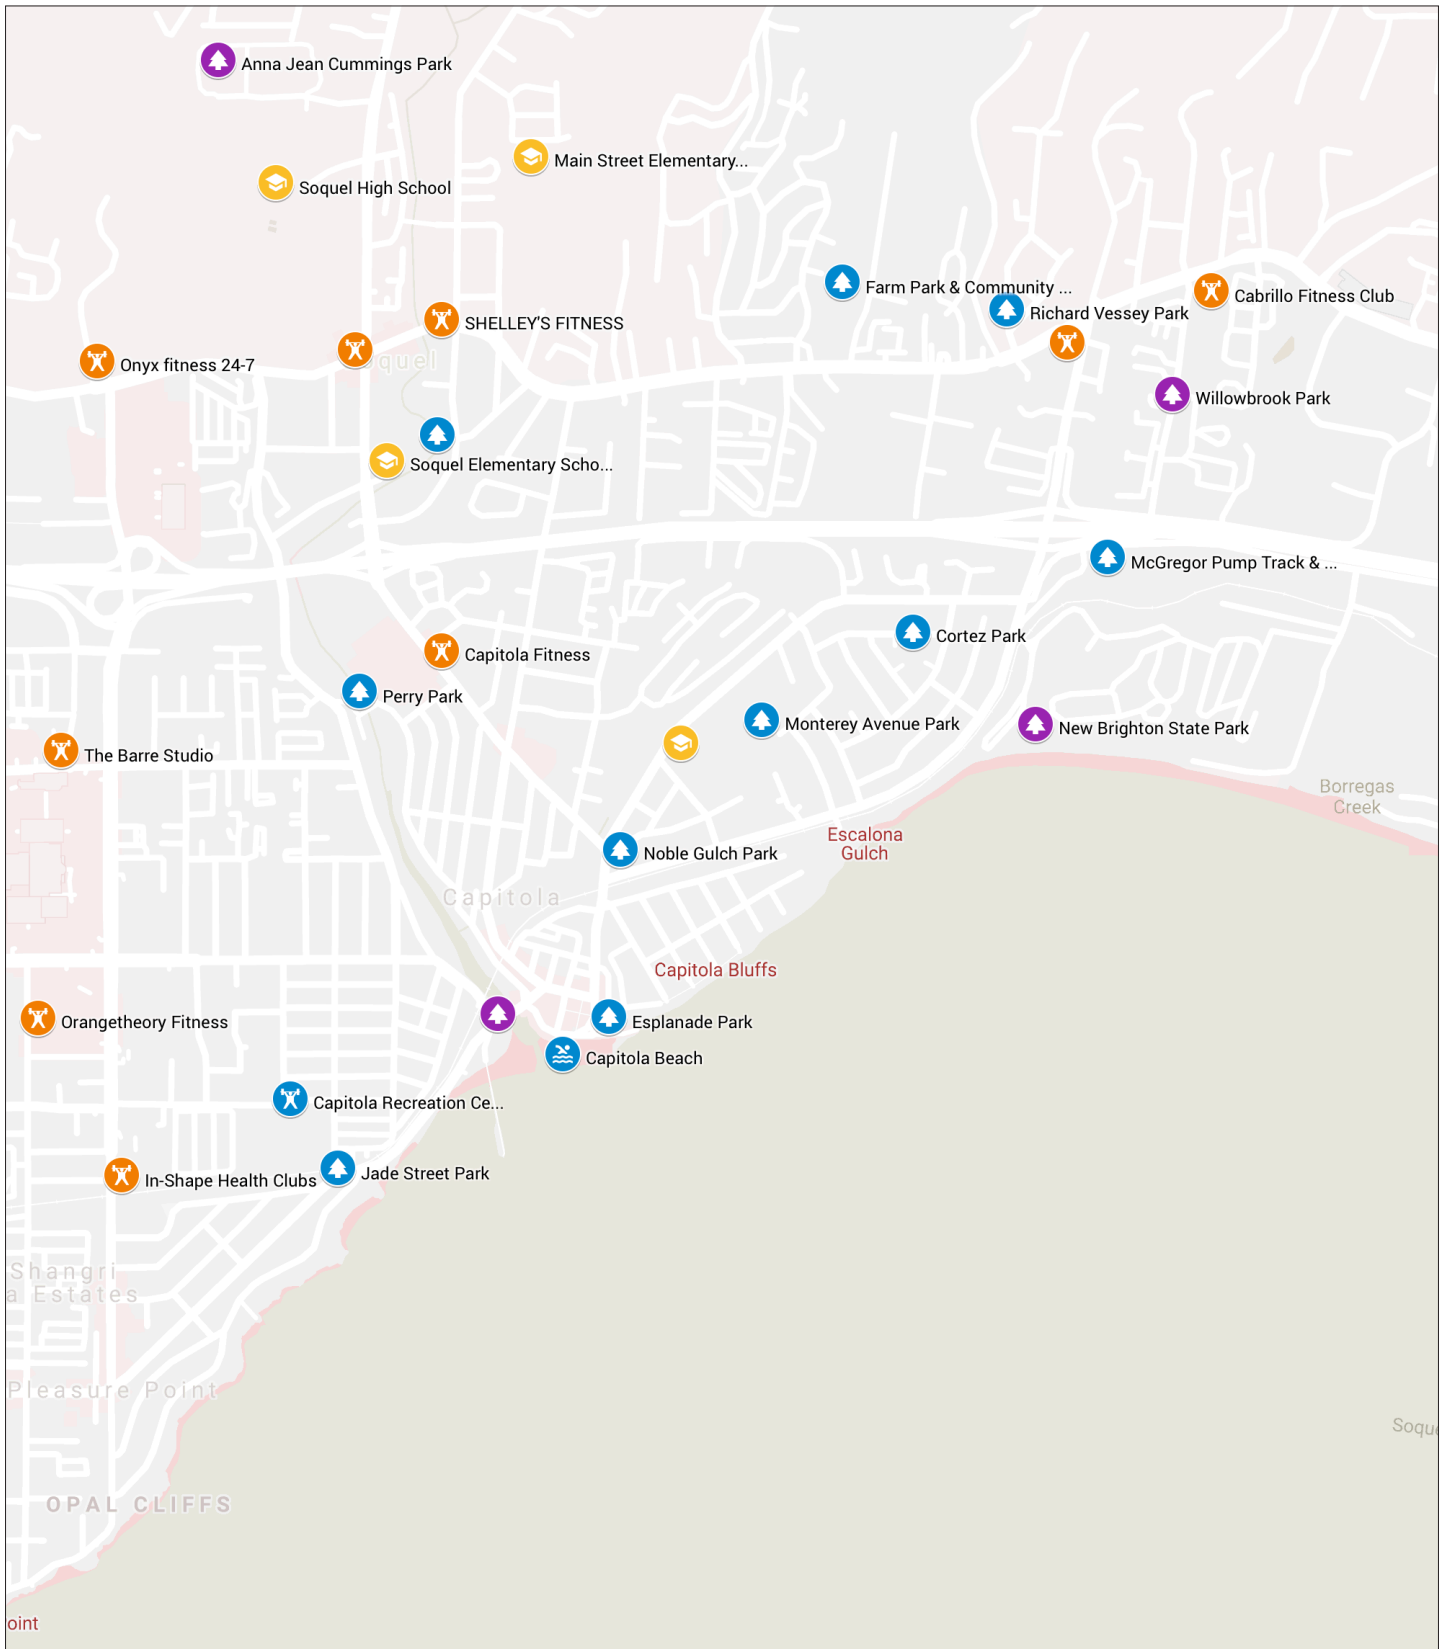 Anna Jean Cummings Park
Main Street Elementary...
Soquel High School
Farm Park & Community ...
Cabrillo Fitness Club
Richard Vessey Park
SHELLEY'S FITNESS
quel
Onyx fitness 24-7
Willowbrook Park
Soquel Elementary Scho...
McGregor Pump Track & ...
Cortez Park
Capitola Fitness
Perry Park
Monterey Avenue Park
New Brighton State Park
The Barre Studio
Borregas
Creek
Escalona
Gulch
Noble Gulch Park
Capitola
Capitola Bluffs
Orangetheory Fitness
Esplanade Park
Capitola Beach
Capitola Recreation Ce...
Jade Street Park
In-Shape Health Clubs
Shangri
a Estates
Pleasure Point
Soque
OPAL CLIFFS
oint